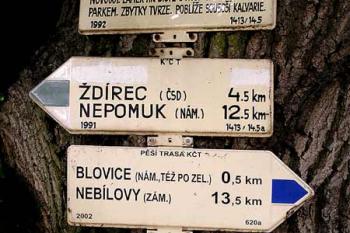 PARKEM. ZBYTKY TVRZE. POBLÍŽE SOUSOŠÍ KALVARIE.
1992 1413/14.5
KČT
ŽDÍREC (ČSD) 4.5 km
NEPOMUK (NÁM.) 12.5 km
1991 1413/14.5a
PĚŠÍ TRASA KČT
BLOVICE (NÁM., TÉŽ PO ZEL.) 0,5 km
NEBÍLOVY (ZÁM.) 13,5 km
2002 620a